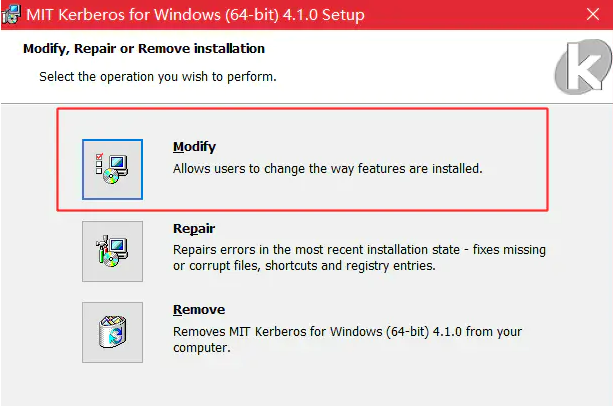 MIT Kerberos for Windows (64-bit) 4.1.0 Setup
Modify, Repair or Remove installation
Select the operation you wish to perform.
k
Modify
Allows users to change the way features are installed.
Repair
Repairs errors in the most recent installation state - fixes missing
or corrupt files, shortcuts and registry entries.
Remove
Removes MIT Kerberos for Windows (64-bit) 4.1.0 from your
computer.